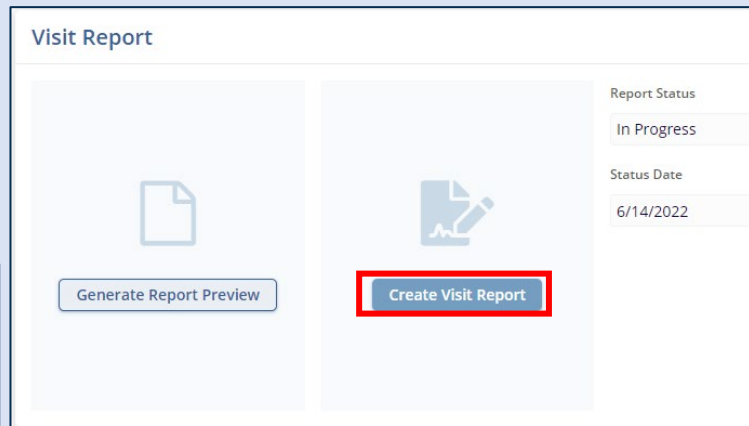 Visit Report
Generate Report Preview
Create Visit Report
Report Status
In Progress
Status Date
6/14/2022